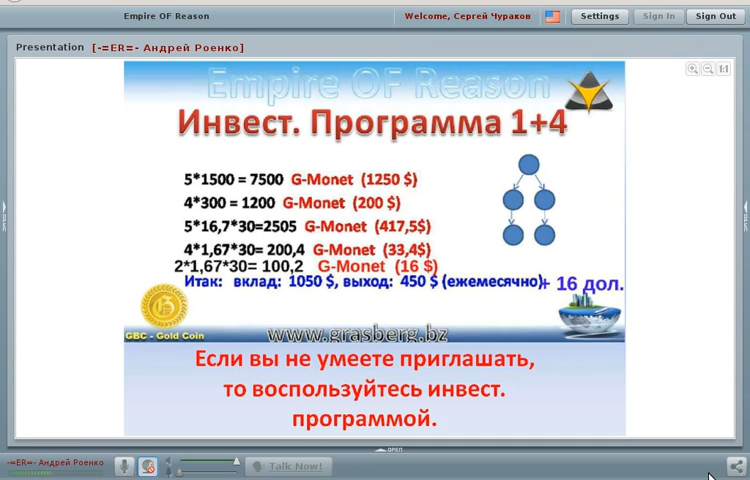 Empire OF Reason
Welcome, Сергей Чураков
Settings
Sign In
Sign Out
Presentation [-=ER=- Андрей Роенко]
1:1
Empire OF Reason
Инвест. Программа 1+4
5*1500 = 7500 G-Monet (1250 $)
4*300 = 1200 G-Monet (200 $)
5*16,7*30=2505 G-Monet (417,5$)
4*1,67*30= 200,4 G-Monet (33,4$)
2*1,67*30= 100,2 G-Monet (16 $)
Итак: вклад: 1050 $, выход: 450 $ (ежемесячно)+ 16 дол.
GBC - Gold Coin
www.grasberg.bz
Если вы не умеете приглашать,
то воспользуйтесь инвест.
программой.
OPEN
-=ER=- Андрей Роенко
Talk Now!